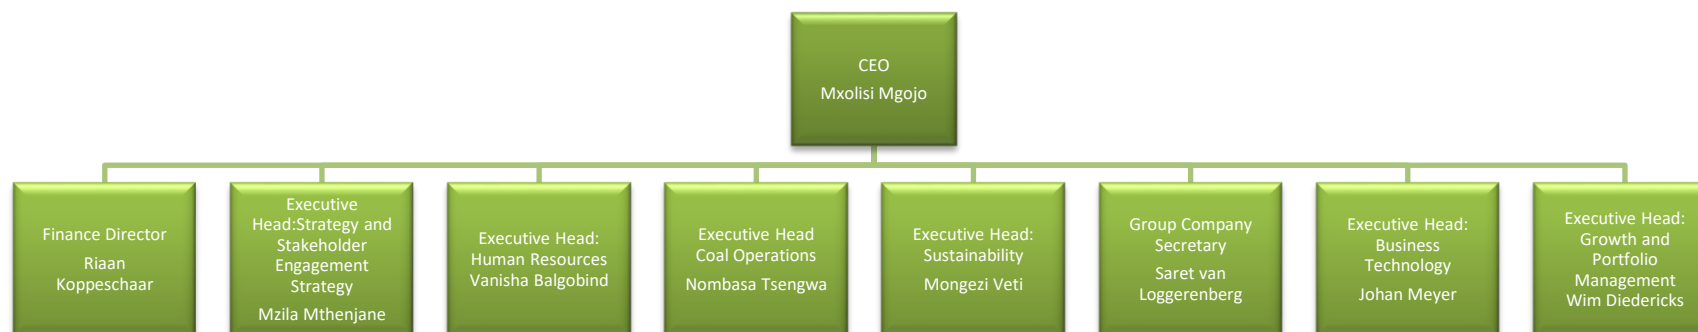 CEO
Mxolisi Mgojo
Finance Director
Riaan
Koppeschaar
Executive
Head:Strategy and
Stakeholder
Engagement
Strategy
Mzila Mthenjane
Executive Head:
Human Resources
Vanisha Balgobind
Executive Head
Coal Operations
Nombasa Tsengwa
Executive Head:
Sustainability
Mongezi Veti
Group Company
Secretary
Saret van
Loggerenberg
Executive Head:
Business
Technology
Johan Meyer
Executive Head:
Growth and
Portfolio
Management
Wim Diedericks